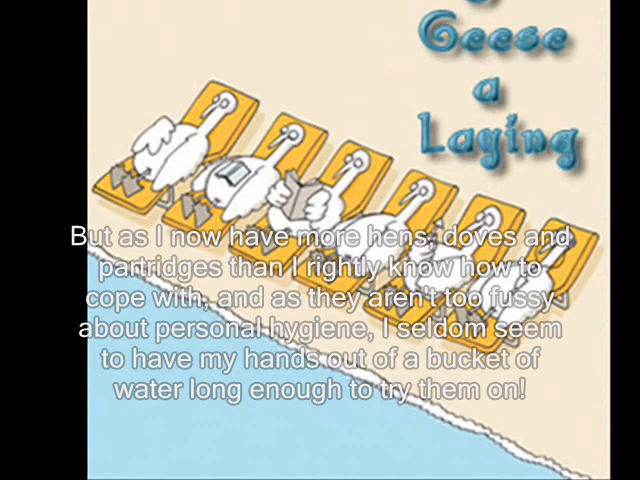 Geese
a
Laying
But as I now have more hens, doves and
partridges than I rightly know how to
cope with, and as they aren't too fussy
about personal hygiene, I seldom seem
to have my hands out of a bucket of
water long enough to try them on!